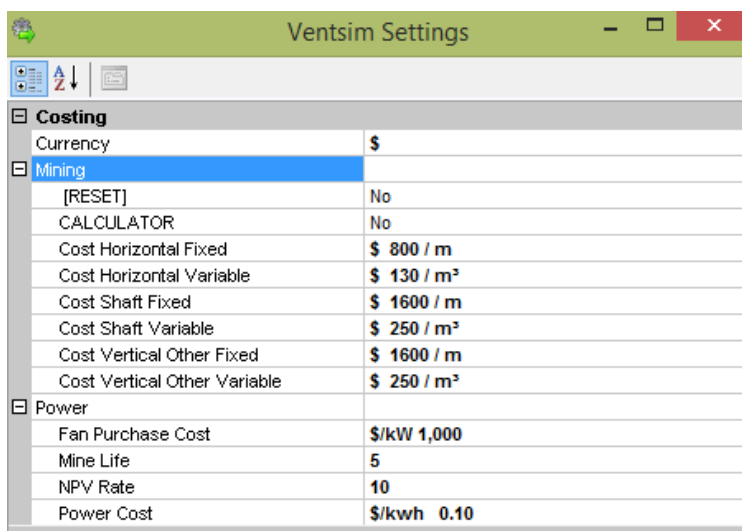 Ventsim Settings
Costing
Currency $
Mining
[RESET] No
CALCULATOR No
Cost Horizontal Fixed $ 800 / m
Cost Horizontal Variable $ 130 / m³
Cost Shaft Fixed $ 1600 / m
Cost Shaft Variable $ 250 / m³
Cost Vertical Other Fixed $ 1600 / m
Cost Vertical Other Variable $ 250 / m³
Power
Fan Purchase Cost $/kW 1,000
Mine Life 5
NPV Rate 10
Power Cost $/kwh 0.10